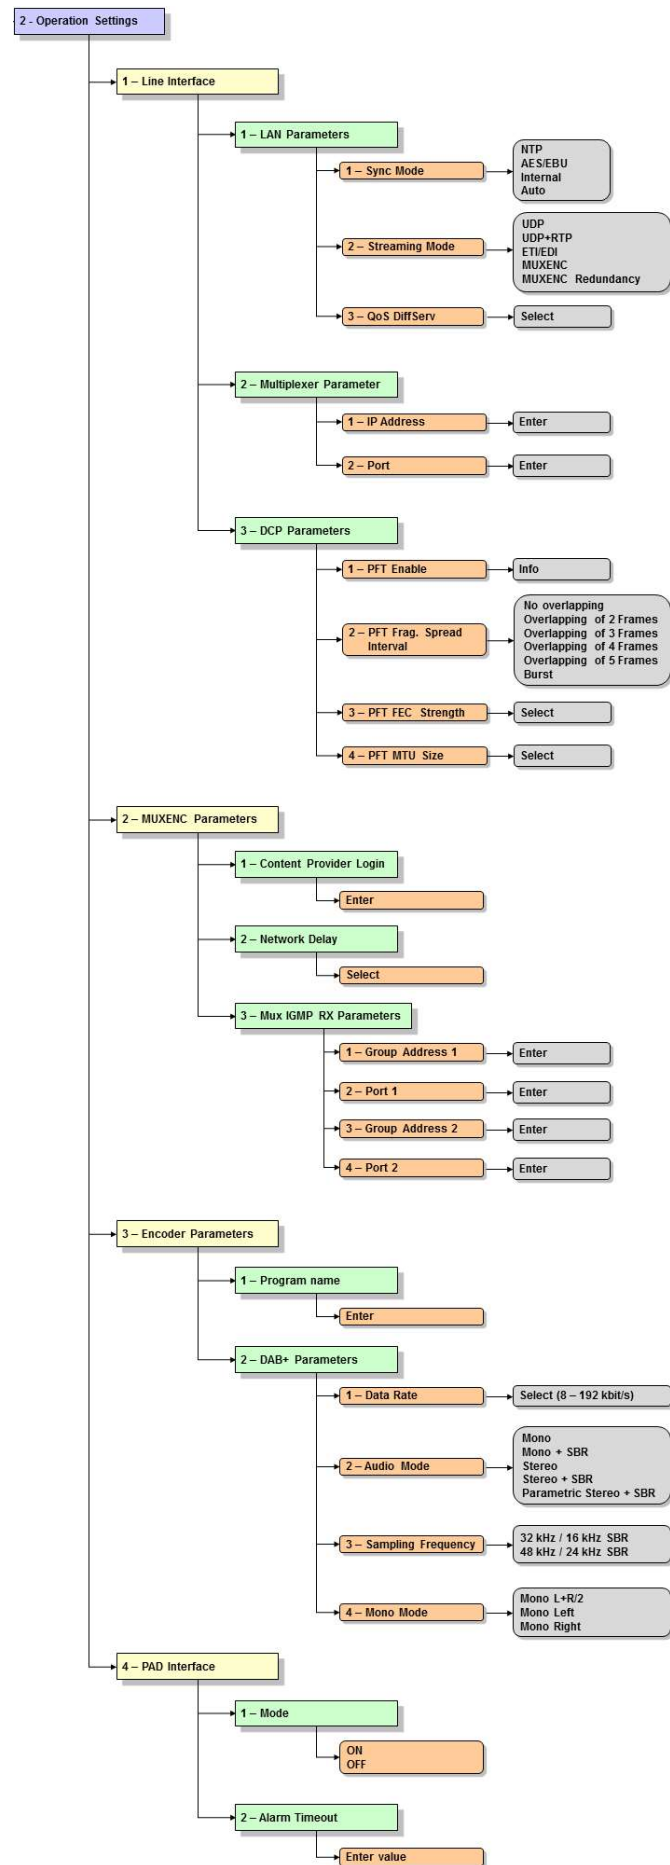 2 - Operation Settings
1 – Line Interface
1 – LAN Parameters
1 – Sync Mode
NTP
AES/EBU
Internal
Auto
2 – Streaming Mode
UDP
UDP+RTP
ETI/EDI
MUXENC
MUXENC Redundancy
3 – QoS DiffServ
Select
2 – Multiplexer Parameter
1 – IP Address
Enter
2 – Port
Enter
3 – DCP Parameters
1 – PFT Enable
Info
2 – PFT Frag. Spread
Interval
No overlapping
Overlapping of 2 Frames
Overlapping of 3 Frames
Overlapping of 4 Frames
Overlapping of 5 Frames
Burst
3 – PFT FEC Strength
Select
4 – PFT MTU Size
Select
2 – MUXENC Parameters
1 – Content Provider Login
Enter
2 – Network Delay
Select
3 – Mux IGMP RX Parameters
1 – Group Address 1
Enter
2 – Port 1
Enter
3 – Group Address 2
Enter
4 – Port 2
Enter
3 – Encoder Parameters
1 – Program name
Enter
2 – DAB+ Parameters
1 – Data Rate
Select (8 – 192 kbit/s)
2 – Audio Mode
Mono
Mono + SBR
Stereo
Stereo + SBR
Parametric Stereo + SBR
3 – Sampling Frequency
32 kHz / 16 kHz SBR
48 kHz / 24 kHz SBR
4 – Mono Mode
Mono L+R/2
Mono Left
Mono Right
4 – PAD Interface
1 – Mode
ON
OFF
2 – Alarm Timeout
Enter value